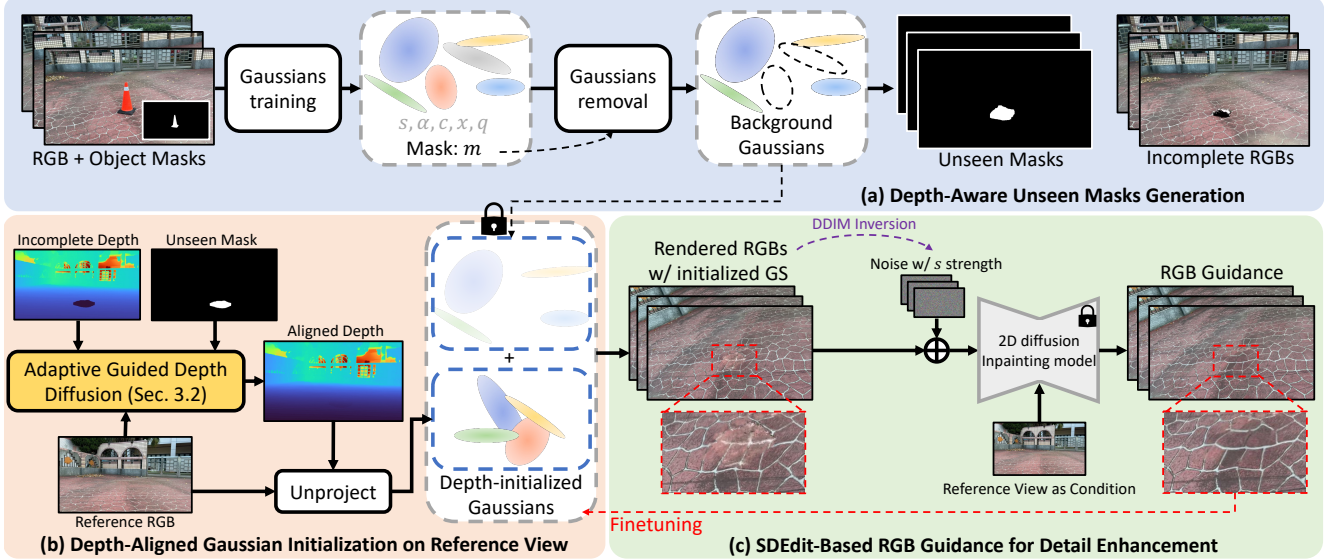 RGB + Object Masks
Gaussians
training
s, α, c, x, q
Mask: m
Gaussians
removal
Background
Gaussians
Unseen Masks
Incomplete RGBs
(a) Depth-Aware Unseen Masks Generation
Incomplete Depth
Unseen Mask
Adaptive Guided Depth
Diffusion (Sec. 3.2)
Aligned Depth
Reference RGB
Unproject
+
Depth-initialized
Gaussians
(b) Depth-Aligned Gaussian Initialization on Reference View
Rendered RGBs
w/ initialized GS
DDIM Inversion
Noise w/ s strength
2D diffusion
Inpainting model
Reference View as Condition
RGB Guidance
Finetuning
(c) SDEdit-Based RGB Guidance for Detail Enhancement